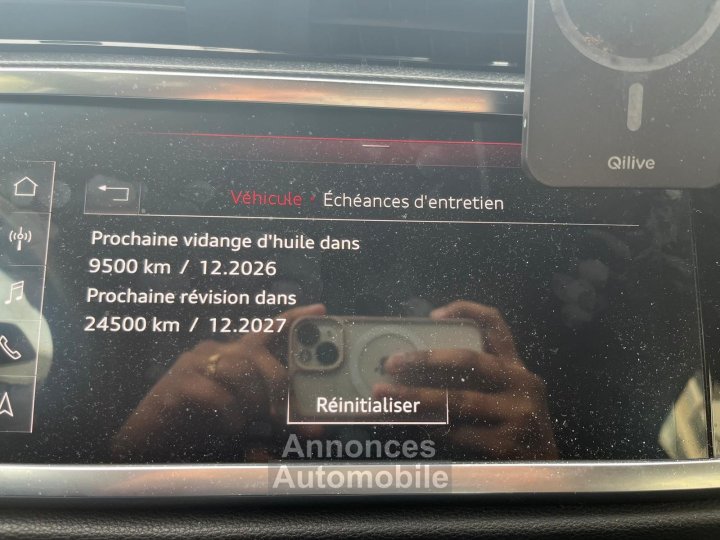 Qilive
Véhicule Échéances d'entretien
Prochaine vidange d'huile dans
9500 km / 12.2026
Prochaine révision dans
24500 km / 12.2027
Réinitialiser
Annonces
Automobile